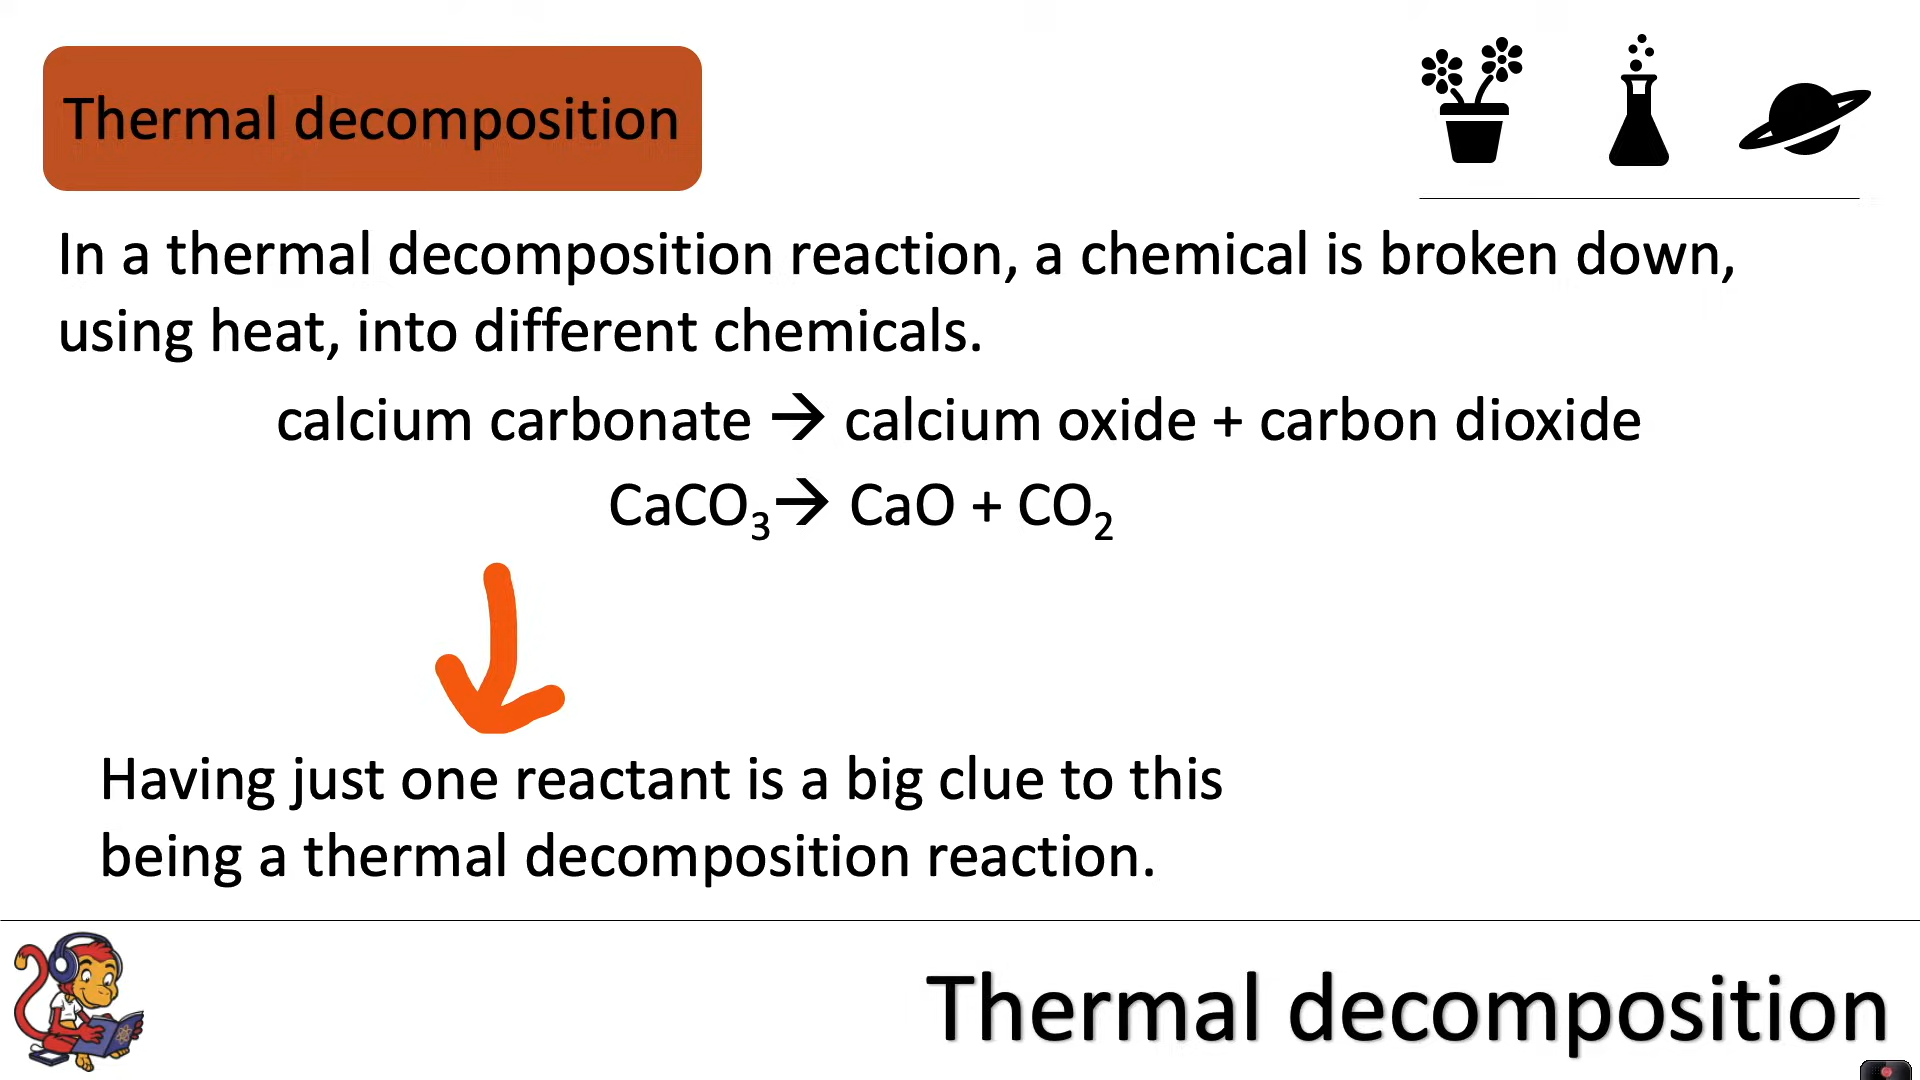 Thermal decomposition
In a thermal decomposition reaction, a chemical is broken down,
using heat, into different chemicals.
calcium carbonate → calcium oxide + carbon dioxide
CaCO₃→ CaO + CO₂
Having just one reactant is a big clue to this
being a thermal decomposition reaction.
Thermal decomposition